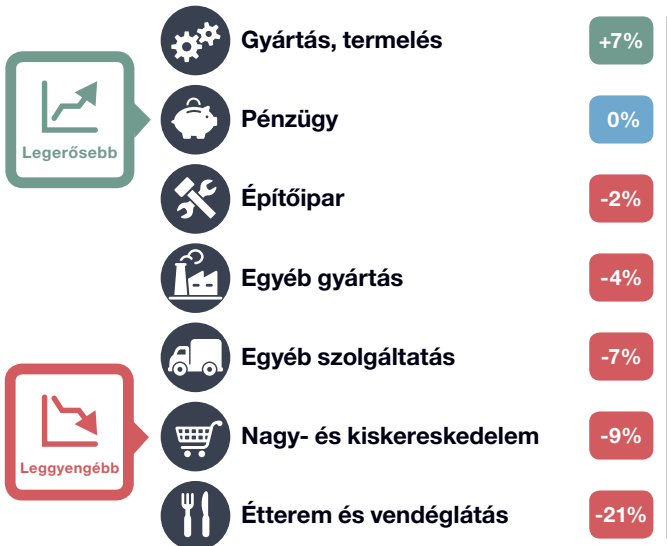 Gyártás, termelés +7%
Legerősebb
Pénzügy 0%
Építőipar -2%
Egyéb gyártás -4%
Egyéb szolgáltatás -7%
Leggyengébb
Nagy- és kiskereskedelem -9%
Étterem és vendéglátás -21%